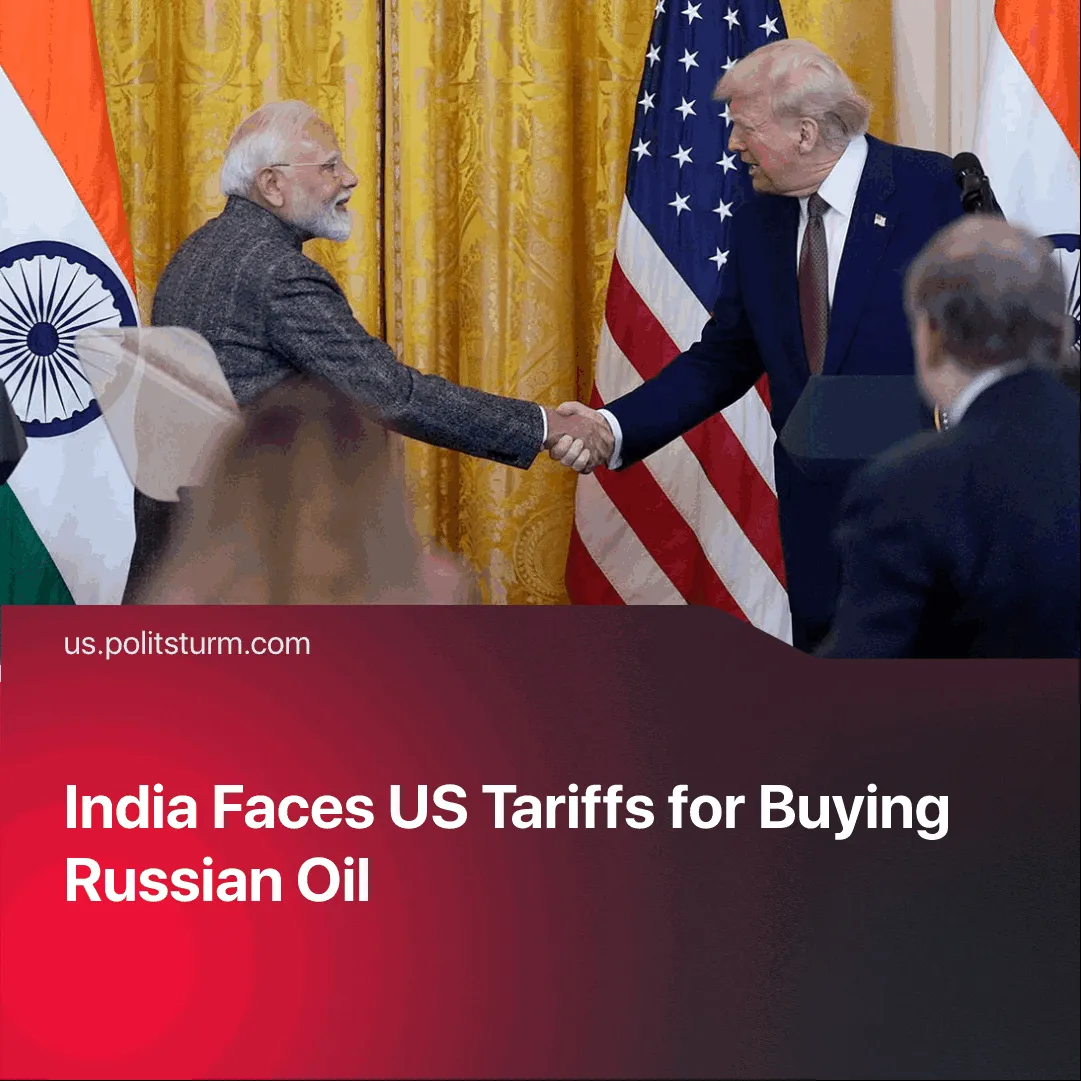 us.politsturm.com
India Faces US Tariffs for Buying
Russian Oil